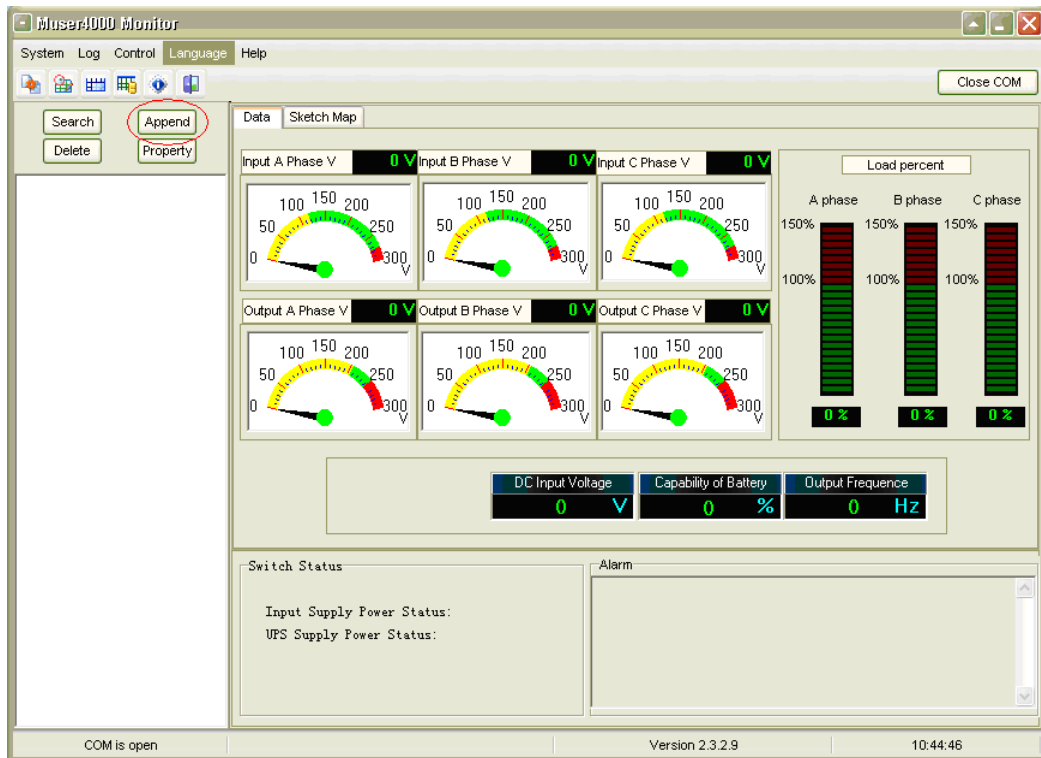 Muser4000 Monitor
System Log Control Language Help
Close COM
Search Append
Delete Property
Data Sketch Map
Input A Phase V 0 V Input B Phase V 0 V Input C Phase V 0 V
0 50 100 150 200 250 300 V
0 50 100 150 200 250 300 V
0 50 100 150 200 250 300 V
Output A Phase V 0 V Output B Phase V 0 V Output C Phase V 0 V
0 50 100 150 200 250 300 V
0 50 100 150 200 250 300 V
0 50 100 150 200 250 300 V
Load percent
A phase B phase C phase
150% 150% 150%
100% 100% 100%
0 % 0 % 0 %
DC Input Voltage Capability of Battery Output Frequence
0 V 0 % 0 Hz
Switch Status
Input Supply Power Status:
UPS Supply Power Status:
Alarm
COM is open Version 2.3.2.9 10:44:46